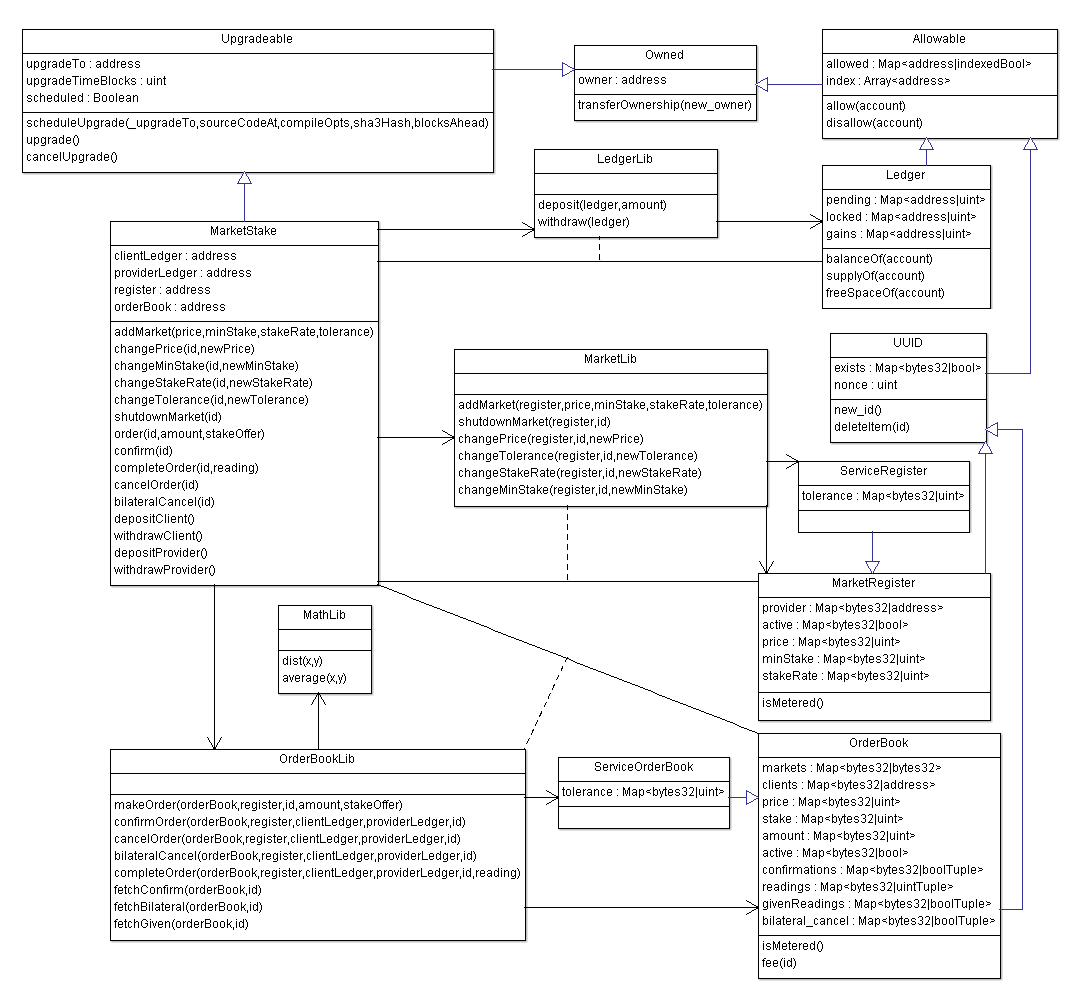 Upgradeable
upgradeTo : address
upgradeTimeBlocks : uint
scheduled : Boolean
scheduleUpgrade(_upgradeTo,sourceCodeAt,compileOpts,sha3Hash,blocksAhead)
upgrade()
cancelUpgrade()
Owned
owner : address
transferOwnership(new_owner)
Allowable
allowed : Map<address|indexedBool>
index : Array<address>
allow(account)
disallow(account)
LedgerLib
deposit(ledger,amount)
withdraw(ledger)
Ledger
pending : Map<address|uint>
locked : Map<address|uint>
gains : Map<address|uint>
balanceOf(account)
supplyOf(account)
freeSpaceOf(account)
MarketStake
clientLedger : address
providerLedger : address
register : address
orderBook : address
addMarket(price,minStake,stakeRate,tolerance)
changePrice(id,newPrice)
changeMinStake(id,newMinStake)
changeStakeRate(id,newStakeRate)
changeTolerance(id,newTolerance)
shutdownMarket(id)
order(id,amount,stakeOffer)
confirm(id)
completeOrder(id,reading)
cancelOrder(id)
bilateralCancel(id)
depositClient()
withdrawClient()
depositProvider()
withdrawProvider()
MarketLib
addMarket(register,price,minStake,stakeRate,tolerance)
shutdownMarket(register,id)
changePrice(register,id,newPrice)
changeTolerance(register,id,newTolerance)
changeStakeRate(register,id,newStakeRate)
changeMinStake(register,id,newMinStake)
UUID
exists : Map<bytes32|bool>
nonce : uint
new_id()
deleteItem(id)
ServiceRegister
tolerance : Map<bytes32|uint>
MarketRegister
provider : Map<bytes32|address>
active : Map<bytes32|bool>
price : Map<bytes32|uint>
minStake : Map<bytes32|uint>
stakeRate : Map<bytes32|uint>
isMetered()
MathLib
dist(x,y)
average(x,y)
OrderBookLib
makeOrder(orderBook,register,id,amount,stakeOffer)
confirmOrder(orderBook,register,clientLedger,providerLedger,id)
cancelOrder(orderBook,register,clientLedger,providerLedger,id)
bilateralCancel(orderBook,register,clientLedger,providerLedger,id)
completeOrder(orderBook,register,clientLedger,providerLedger,id,reading)
fetchConfirm(orderBook,id)
fetchBilateral(orderBook,id)
fetchGiven(orderBook,id)
ServiceOrderBook
tolerance : Map<bytes32|uint>
OrderBook
markets : Map<bytes32|bytes32>
clients : Map<bytes32|address>
price : Map<bytes32|uint>
stake : Map<bytes32|uint>
amount : Map<bytes32|uint>
active : Map<bytes32|bool>
confirmations : Map<bytes32|boolTuple>
readings : Map<bytes32|uintTuple>
givenReadings : Map<bytes32|boolTuple>
bilateral_cancel : Map<bytes32|boolTuple>
isMetered()
fee(id)